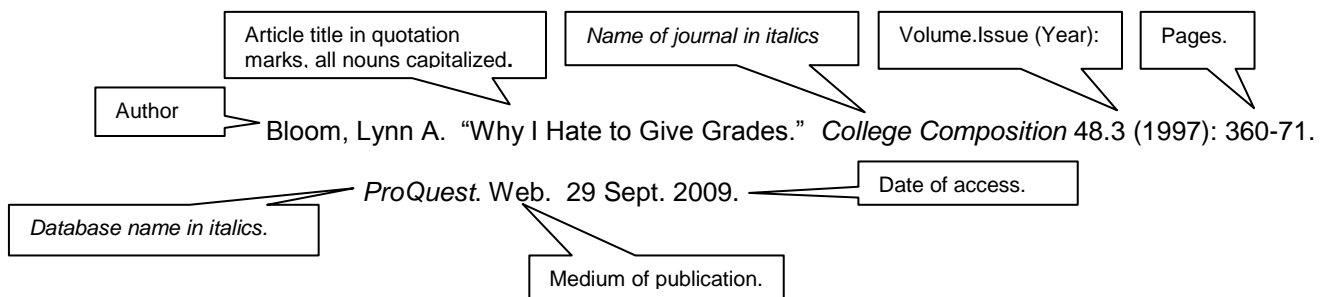 Article title in quotation
marks, all nouns capitalized.
Name of journal in italics
Volume.Issue (Year):
Pages.
Author
Bloom, Lynn A.  “Why I Hate to Give Grades.”  College Composition 48.3 (1997): 360-71.
ProQuest. Web.  29 Sept. 2009.
Date of access.
Database name in italics.
Medium of publication.